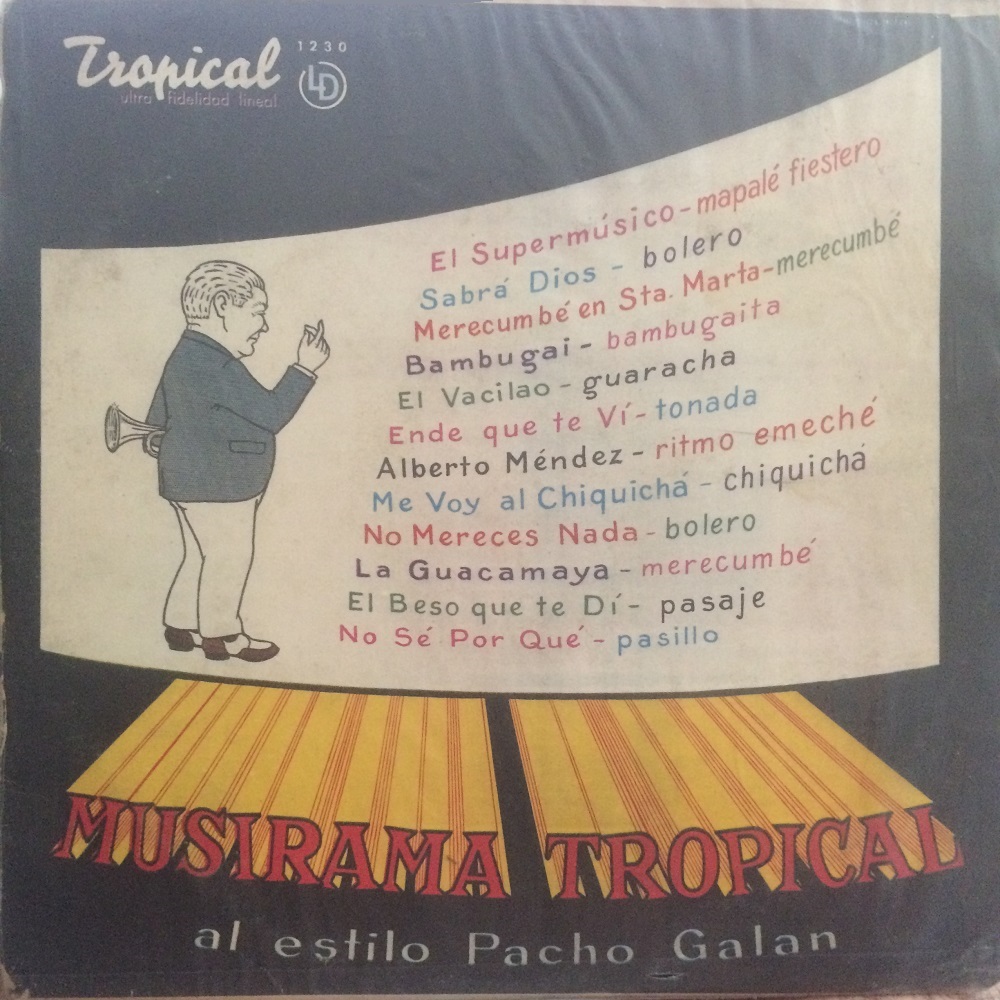 Tropical
ultra fidelidad lineal
1230
LD
El Supermúsico - mapalé fiestero
Sabrá Dios - bolero
Merecumbé en Sta. Marta - merecumbé
Bambugai - bambugaita
El Vacilao - guaracha
Ende que te Ví - tonada
Alberto Méndez - ritmo emeché
Me Voy al Chiquichá - chiquichá
No Mereces Nada - bolero
La Guacamaya - merecumbé
El Beso que te Dí - pasaje
No Sé Por Qué - pasillo
MUSIRAMA TROPICAL
al estilo Pacho Galan